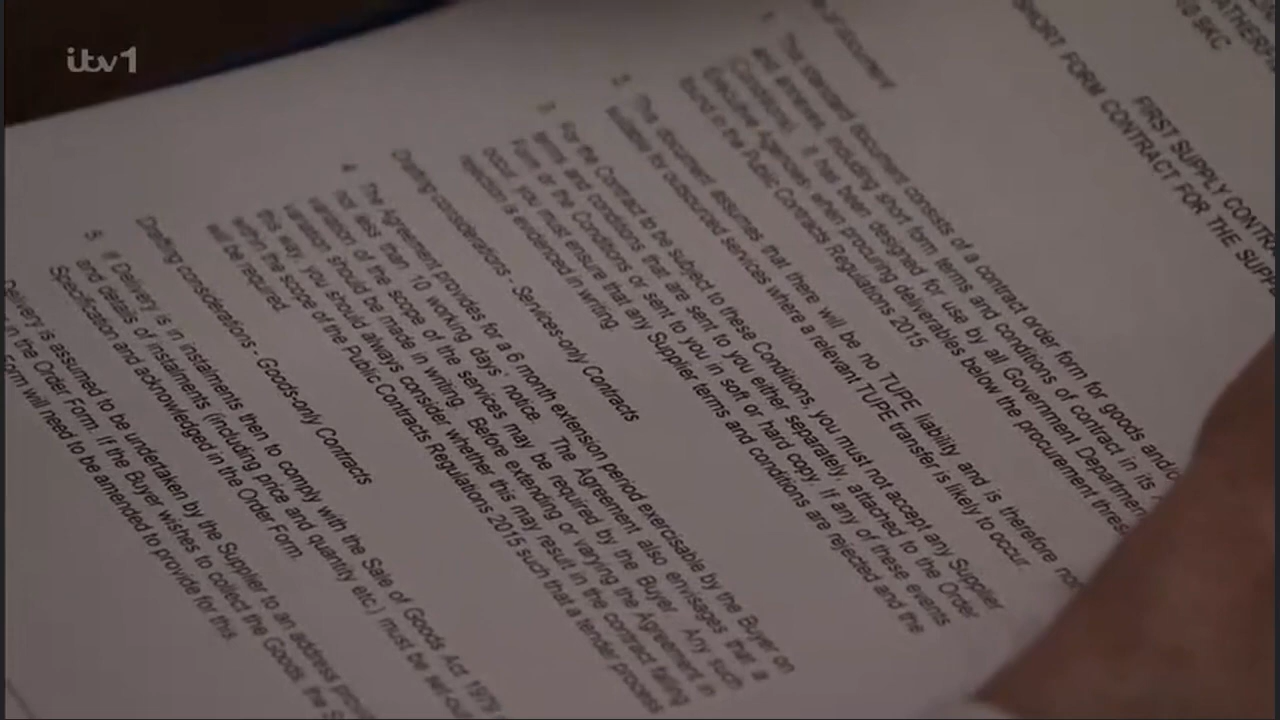 itv1
ATHERF
G 9KC
FIRST SUPPLY CONTRA
SHORT FORM CONTRACT FOR THE SUPP
of document
1. This standard document consists of a contract order form for goods and/o
and services, including short form terms and conditions of contract in its
(Conditions). It has been designed for use by all Government Department
Executive Agencies, when procuring deliverables below the procurement thres
found in the Public Contracts Regulations 2015.
2. This document assumes that there will be no TUPE liability and is therefore no
suitable for outsourced services where a relevant TUPE transfer is likely to occur.
3. For the Contract to be subject to these Conditions, you must not accept any Supplier
terms and conditions that are sent to you either separately, attached to the Order
Form or the Conditions or sent to you in soft or hard copy. If any of these events
occur, you must ensure that any Supplier terms and conditions are rejected and the
rejection is evidenced in writing.
Drafting considerations - Services-only Contracts
4. The Agreement provides for a 6 month extension period exercisable by the Buyer on
not less than 10 working days' notice. The Agreement also envisages that a
variation of the scope of the services may be required by the Buyer. Any such
variation should be made in writing. Before extending or varying the Agreement in
this way, you should always consider whether this may result in the contract falling
within the scope of the Public Contracts Regulations 2015 such that a tender process
will be required.
Drafting considerations - Goods-only Contracts
5. If Delivery is in instalments then to comply with the Sale of Goods Act 1979
and details of instalments (including price and quantity etc.) must be set-out
Specification and acknowledged in the Order Form.
Delivery is assumed to be undertaken by the Supplier to an address prov
in the Order Form. If the Buyer wishes to collect the Goods, the S
Form will need to be amended to provide for this.